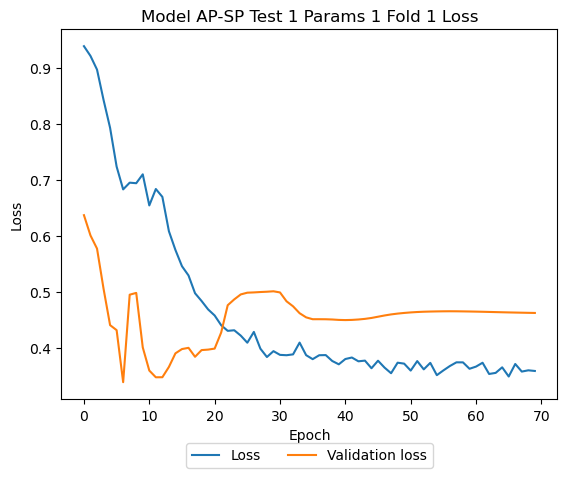 Model AP-SP Test 1 Params 1 Fold 1 Loss
Loss
0.9
0.8
0.7
0.6
0.5
0.4
0 10 20 30 40 50 60 70
Epoch
Loss Validation loss